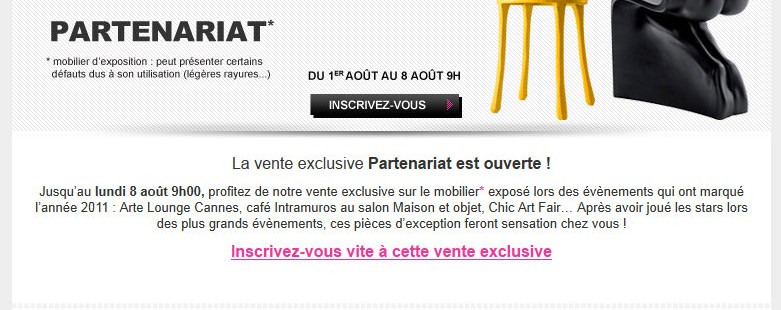 PARTENARIAT*
* mobilier d'exposition : peut présenter certains
défauts dus à son utilisation (légères rayures...)
DU 1ER AOÛT AU 8 AOÛT 9H
INSCRIVEZ-VOUS
La vente exclusive Partenariat est ouverte !
Jusqu'au lundi 8 août 9h00, profitez de notre vente exclusive sur le mobilier* exposé lors des évènements qui ont marqué
l'année 2011 : Arte Lounge Cannes, café Intramuros au salon Maison et objet, Chic Art Fair… Après avoir joué les stars lors
des plus grands évènements, ces pièces d'exception feront sensation chez vous !
Inscrivez-vous vite à cette vente exclusive